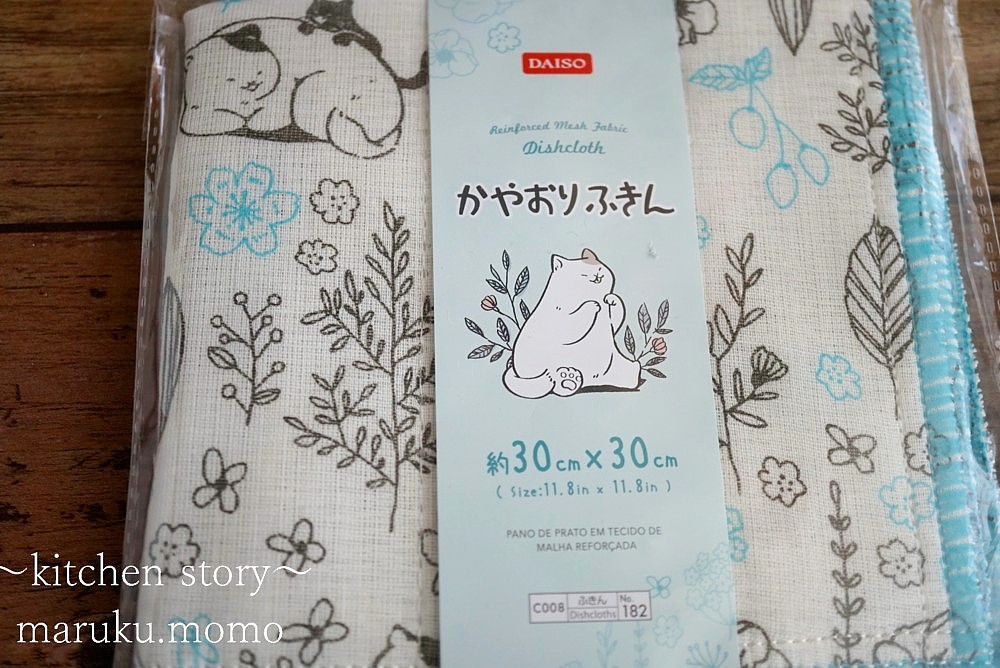 DAISO
Reinforced Mesh Fabric
Dishcloth
かやおりふきん
約30cm×30cm
( Size:11.8in x 11.8in )
PANO DE PRATO EM TECIDO DE
MALHA REFORÇADA
C008 ふきん Dishcloths No. 182
～kitchen story～
maruku.momo